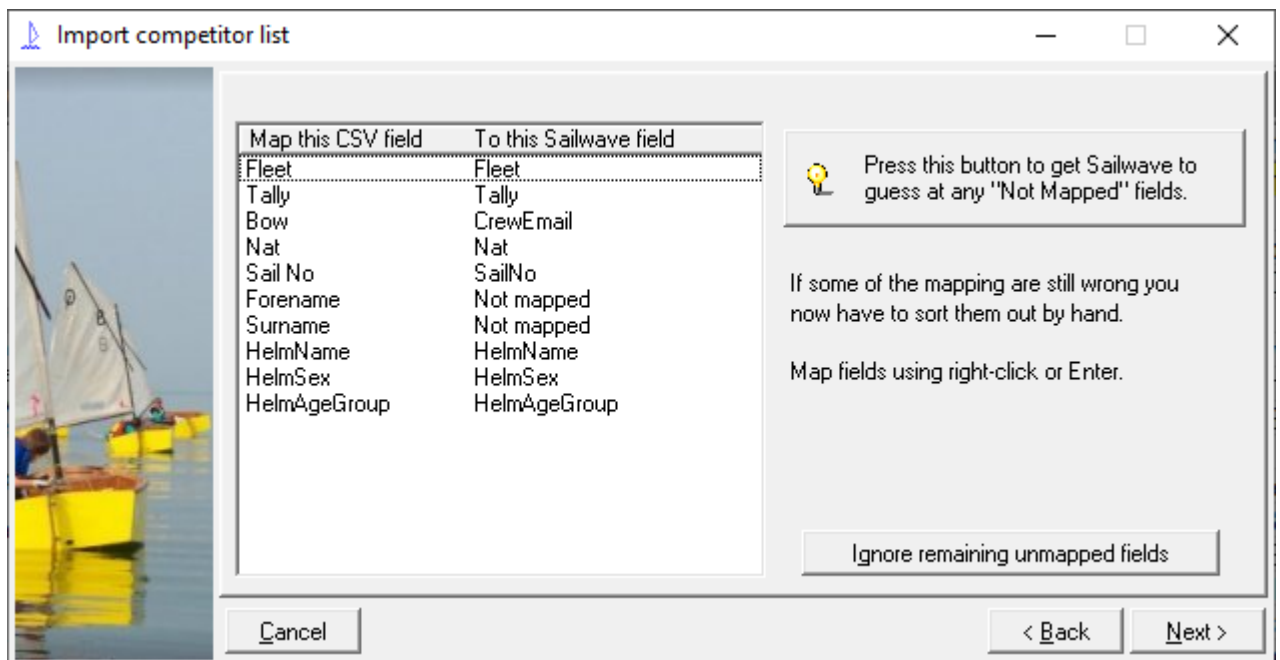 Import competitor list
Map this CSV field To this Sailwave field
Fleet Fleet
Tally Tally
Bow CrewEmail
Nat Nat
Sail No SailNo
Forename Not mapped
Surname Not mapped
HelmName HelmName
HelmSex HelmSex
HelmAgeGroup HelmAgeGroup
Press this button to get Sailwave to
guess at any "Not Mapped" fields.
If some of the mapping are still wrong you
now have to sort them out by hand.
Map fields using right-click or Enter.
Ignore remaining unmapped fields
Cancel
< Back
Next >